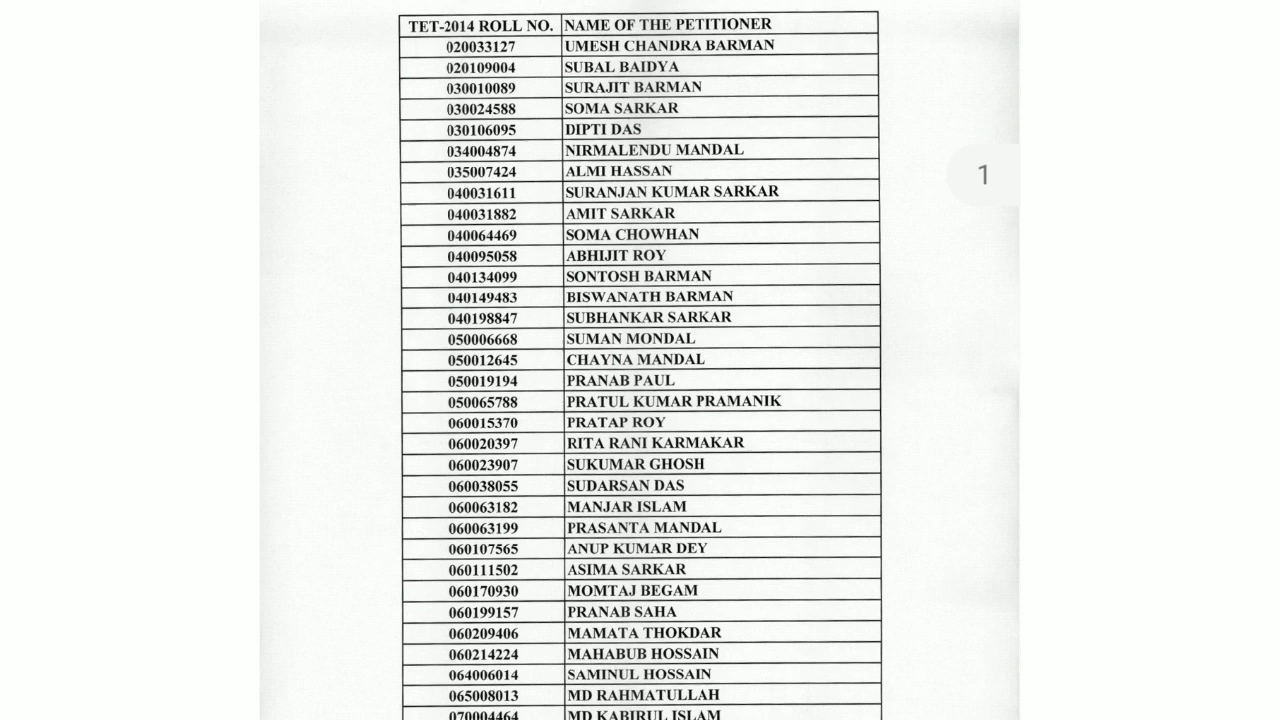 TET-2014 ROLL NO. NAME OF THE PETITIONER
020033127 UMESH CHANDRA BARMAN
020109004 SUBAL BAIDYA
030010089 SURAJIT BARMAN
030024588 SOMA SARKAR
030106095 DIPTI DAS
034004874 NIRMALENDU MANDAL
035007424 ALMI HASSAN
1
040031611 SURANJAN KUMAR SARKAR
040031882 AMIT SARKAR
040064469 SOMA CHOWHAN
040095058 ABHIJIT ROY
040134099 SONTOSH BARMAN
040149483 BISWANATH BARMAN
040198847 SUBHANKAR SARKAR
050006668 SUMAN MONDAL
050012645 CHAYNA MANDAL
050019194 PRANAB PAUL
050065788 PRATUL KUMAR PRAMANIK
060015370 PRATAP ROY
060020397 RITA RANI KARMAKAR
060023907 SUKUMAR GHOSH
060038055 SUDARSAN DAS
060063182 MANJAR ISLAM
060063199 PRASANTA MANDAL
060107565 ANUP KUMAR DEY
060111502 ASIMA SARKAR
060170930 MOMTAJ BEGAM
060199157 PRANAB SAHA
060209406 MAMATA THOKDAR
060214224 MAHABUB HOSSAIN
064006014 SAMINUL HOSSAIN
065008013 MD RAHMATULLAH
070004464 MD KABIRUL ISLAM